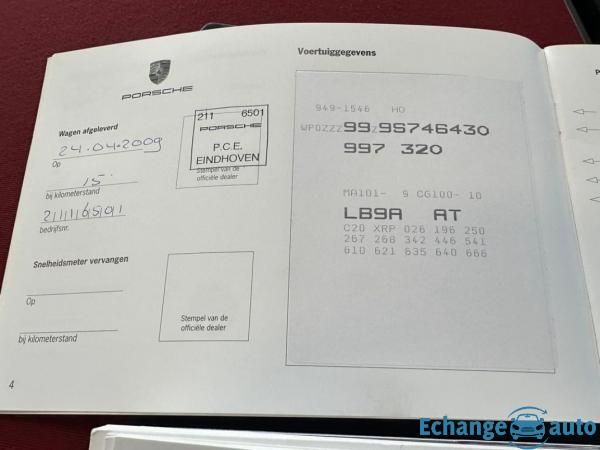 PORSCHE
Wagen afgeleverd
24.04.2009
Op
15
bij kilometerstand
2111650 1
bedrijfsnr.
211 6501
PORSCHE
P.C.E.
EINDHOVEN
Stempel van de
officiële dealer
Snelheidsmeter vervangen
Op
bij kilometerstand
Stempel van de
officiële dealer
4
Voertuiggegevens
949-1546 HO
WP0ZZZ99Z9S746430
997 320
MA101- 9 CG100- 10
LB9A AT
C20 XRP 026 196 250
267 268 342 446 541
610 621 635 640 666
P
Echange auto